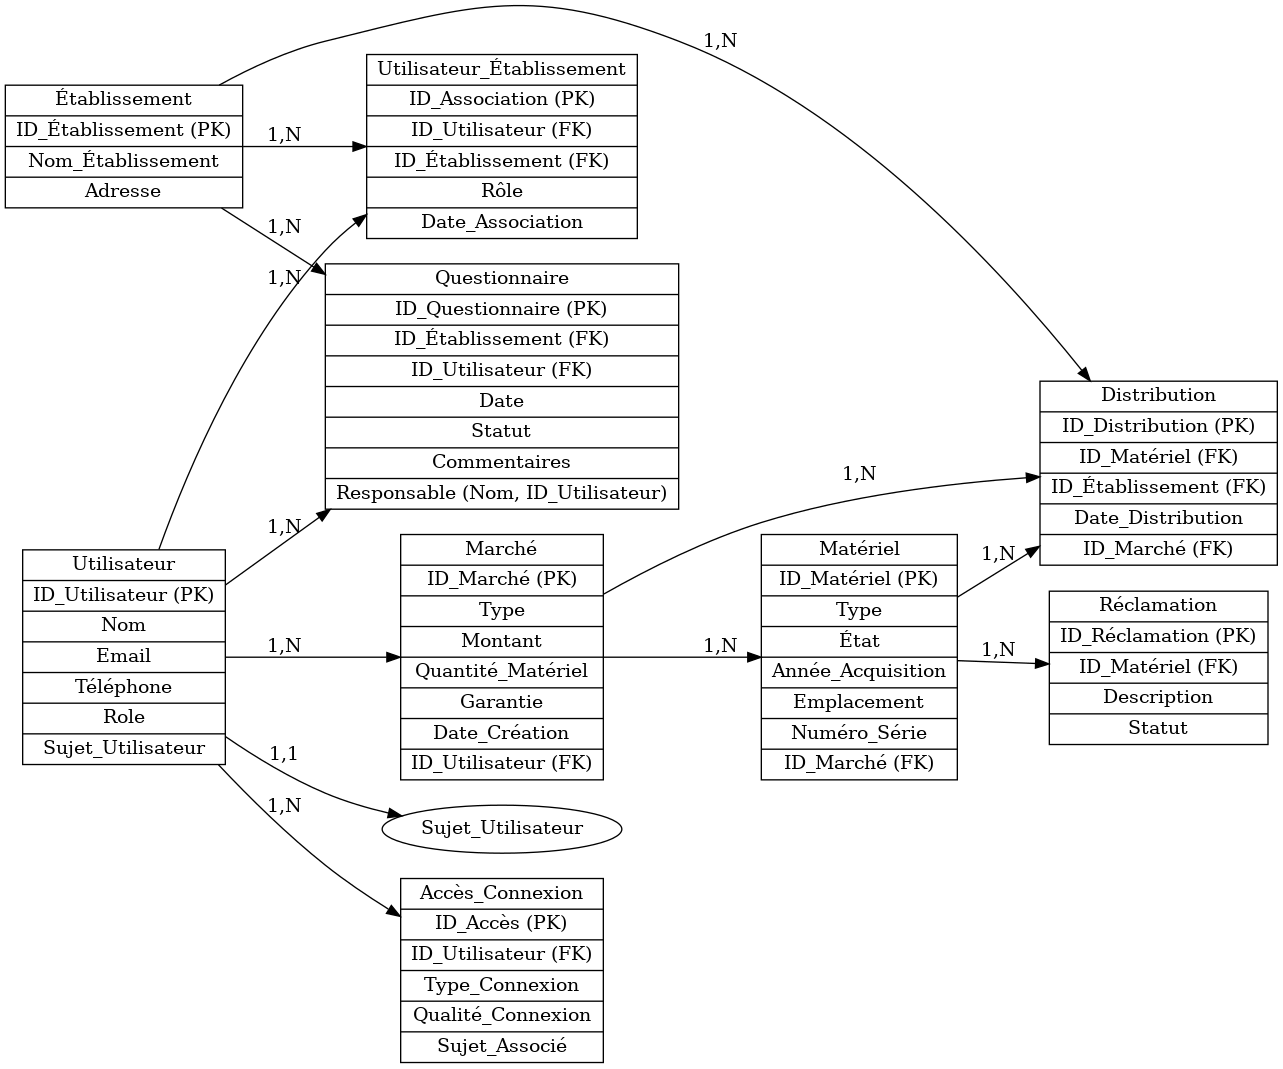 1,N
Établissement
ID_Établissement (PK)
Nom_Établissement
Adresse
1,N
1,N
Utilisateur_Établissement
ID_Association (PK)
ID_Utilisateur (FK)
ID_Établissement (FK)
Rôle
Date_Association
1,N
Questionnaire
ID_Questionnaire (PK)
ID_Établissement (FK)
ID_Utilisateur (FK)
Date
Statut
Commentaires
Responsable (Nom, ID_Utilisateur)
1,N
Utilisateur
ID_Utilisateur (PK)
Nom
Email
Téléphone
Role
Sujet_Utilisateur
1,N
1,1
1,N
Marché
ID_Marché (PK)
Type
Montant
Quantité_Matériel
Garantie
Date_Création
ID_Utilisateur (FK)
Sujet_Utilisateur
Accès_Connexion
ID_Accès (PK)
ID_Utilisateur (FK)
Type_Connexion
Qualité_Connexion
Sujet_Associé
1,N
1,N
Matériel
ID_Matériel (PK)
Type
État
Année_Acquisition
Emplacement
Numéro_Série
ID_Marché (FK)
1,N
1,N
Distribution
ID_Distribution (PK)
ID_Matériel (FK)
ID_Établissement (FK)
Date_Distribution
ID_Marché (FK)
Réclamation
ID_Réclamation (PK)
ID_Matériel (FK)
Description
Statut